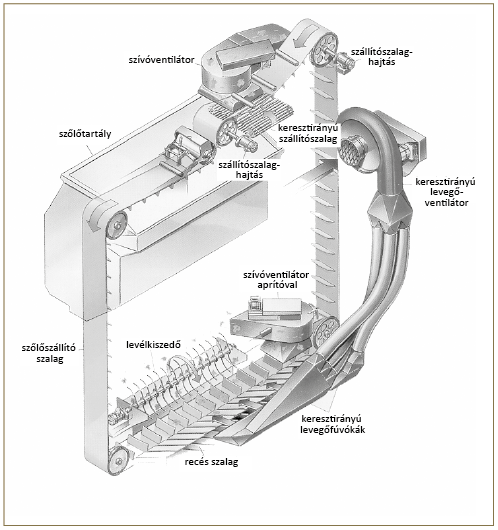 szívóventilátor
szállítószalag-
hajtás
szőlőtartály
keresztirányú
szállítószalag
szállítószalag-
hajtás
keresztirányú
levegő-
ventilátor
szívóventilátor
aprítóval
szőlőszállító
szalag
levélkiszedő
keresztirányú
levegőfúvókák
recés szalag